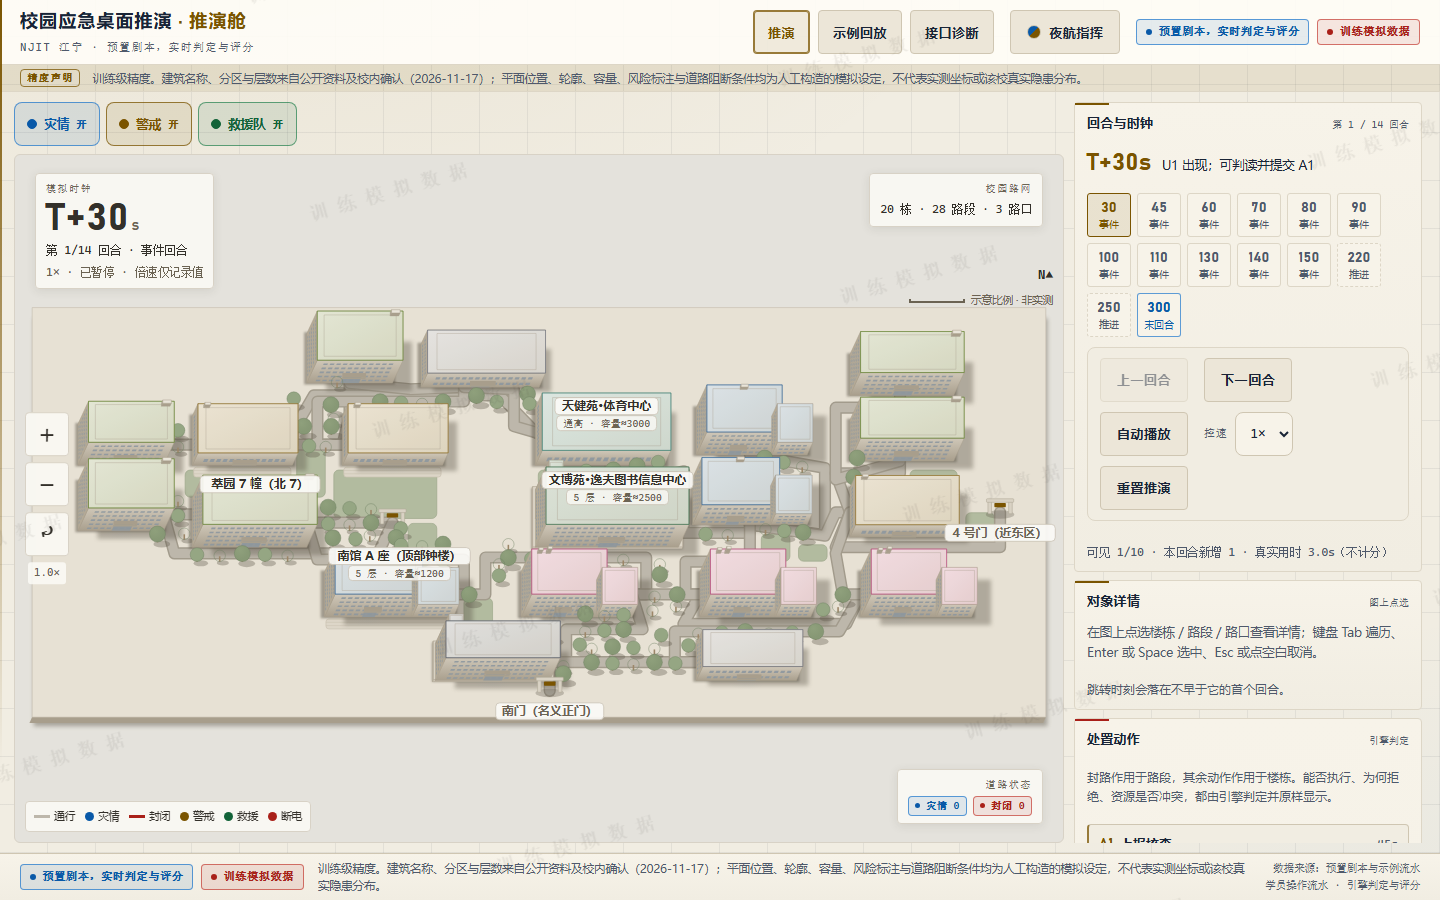 校园应急桌面推演 · 推演舱
NJIT 江宁 · 预置剧本，实时判定与评分
推演
示例回放
接口诊断
夜航指挥
预置剧本，实时判定与评分
训练模拟数据
精度声明
训练级精度。建筑名称、分区与层数来自公开资料及校内确认（2026-11-17）；平面位置、轮廓、容量、风险标注与道路阻断条件均为人工构造的模拟设定，不代表实测坐标或该校真实隐患分布。
灾情 开
警戒 开
救援队 开
模拟时钟
T+30s
第 1/14 回合 · 事件回合
1× · 已暂停 · 倍速仅记录值
校园路网
20 栋 · 28 路段 · 3 路口
N▲
示意比例 · 非实测
+
−
1.0×
天健苑·体育中心
通高 · 容量≈3000
文博苑·逸夫图书信息中心
5 层 · 容量≈2500
萃园 7 幢（北 7）
南馆 A 座（顶部钟楼）
5 层 · 容量≈1200
4 号门（近东区）
南门（名义正门）
通行
灾情
封闭
警戒
救援
断电
道路状态
灾情 0
封闭 0
回合与时钟
第 1 / 14 回合
T+30s U1 出现；可判读并提交 A1
30 事件
45 事件
60 事件
70 事件
80 事件
90 事件
100 事件
110 事件
130 事件
140 事件
150 事件
220 推进
250 推进
300 末回合
上一回合
下一回合
自动播放
挡速
1×
重置推演
可见 1/10 · 本回合新增 1 · 真实用时 3.0s（不计分）
对象详情
图上点选
在图上点选楼栋 / 路段 / 路口查看详情；键盘 Tab 遍历、
Enter 或 Space 选中、Esc 或点空白取消。
跳转时刻会落在不早于它的首个回合。
处置动作
引擎判定
封路作用于路段，其余动作作用于楼栋。能否执行、为何拒
绝、资源是否冲突，都由引擎判定并原样显示。
预置剧本，实时判定与评分
训练模拟数据
训练级精度。建筑名称、分区与层数来自公开资料及校内确认（2026-11-17）；平面位置、轮廓、容量、风险标注与道路阻断条件均为人工构造的模拟设定，不代表实测坐标或该校真
实隐患分布。
数据来源：预置剧本与示例流水
学员操作流水 · 引擎判定与评分
训练模拟数据